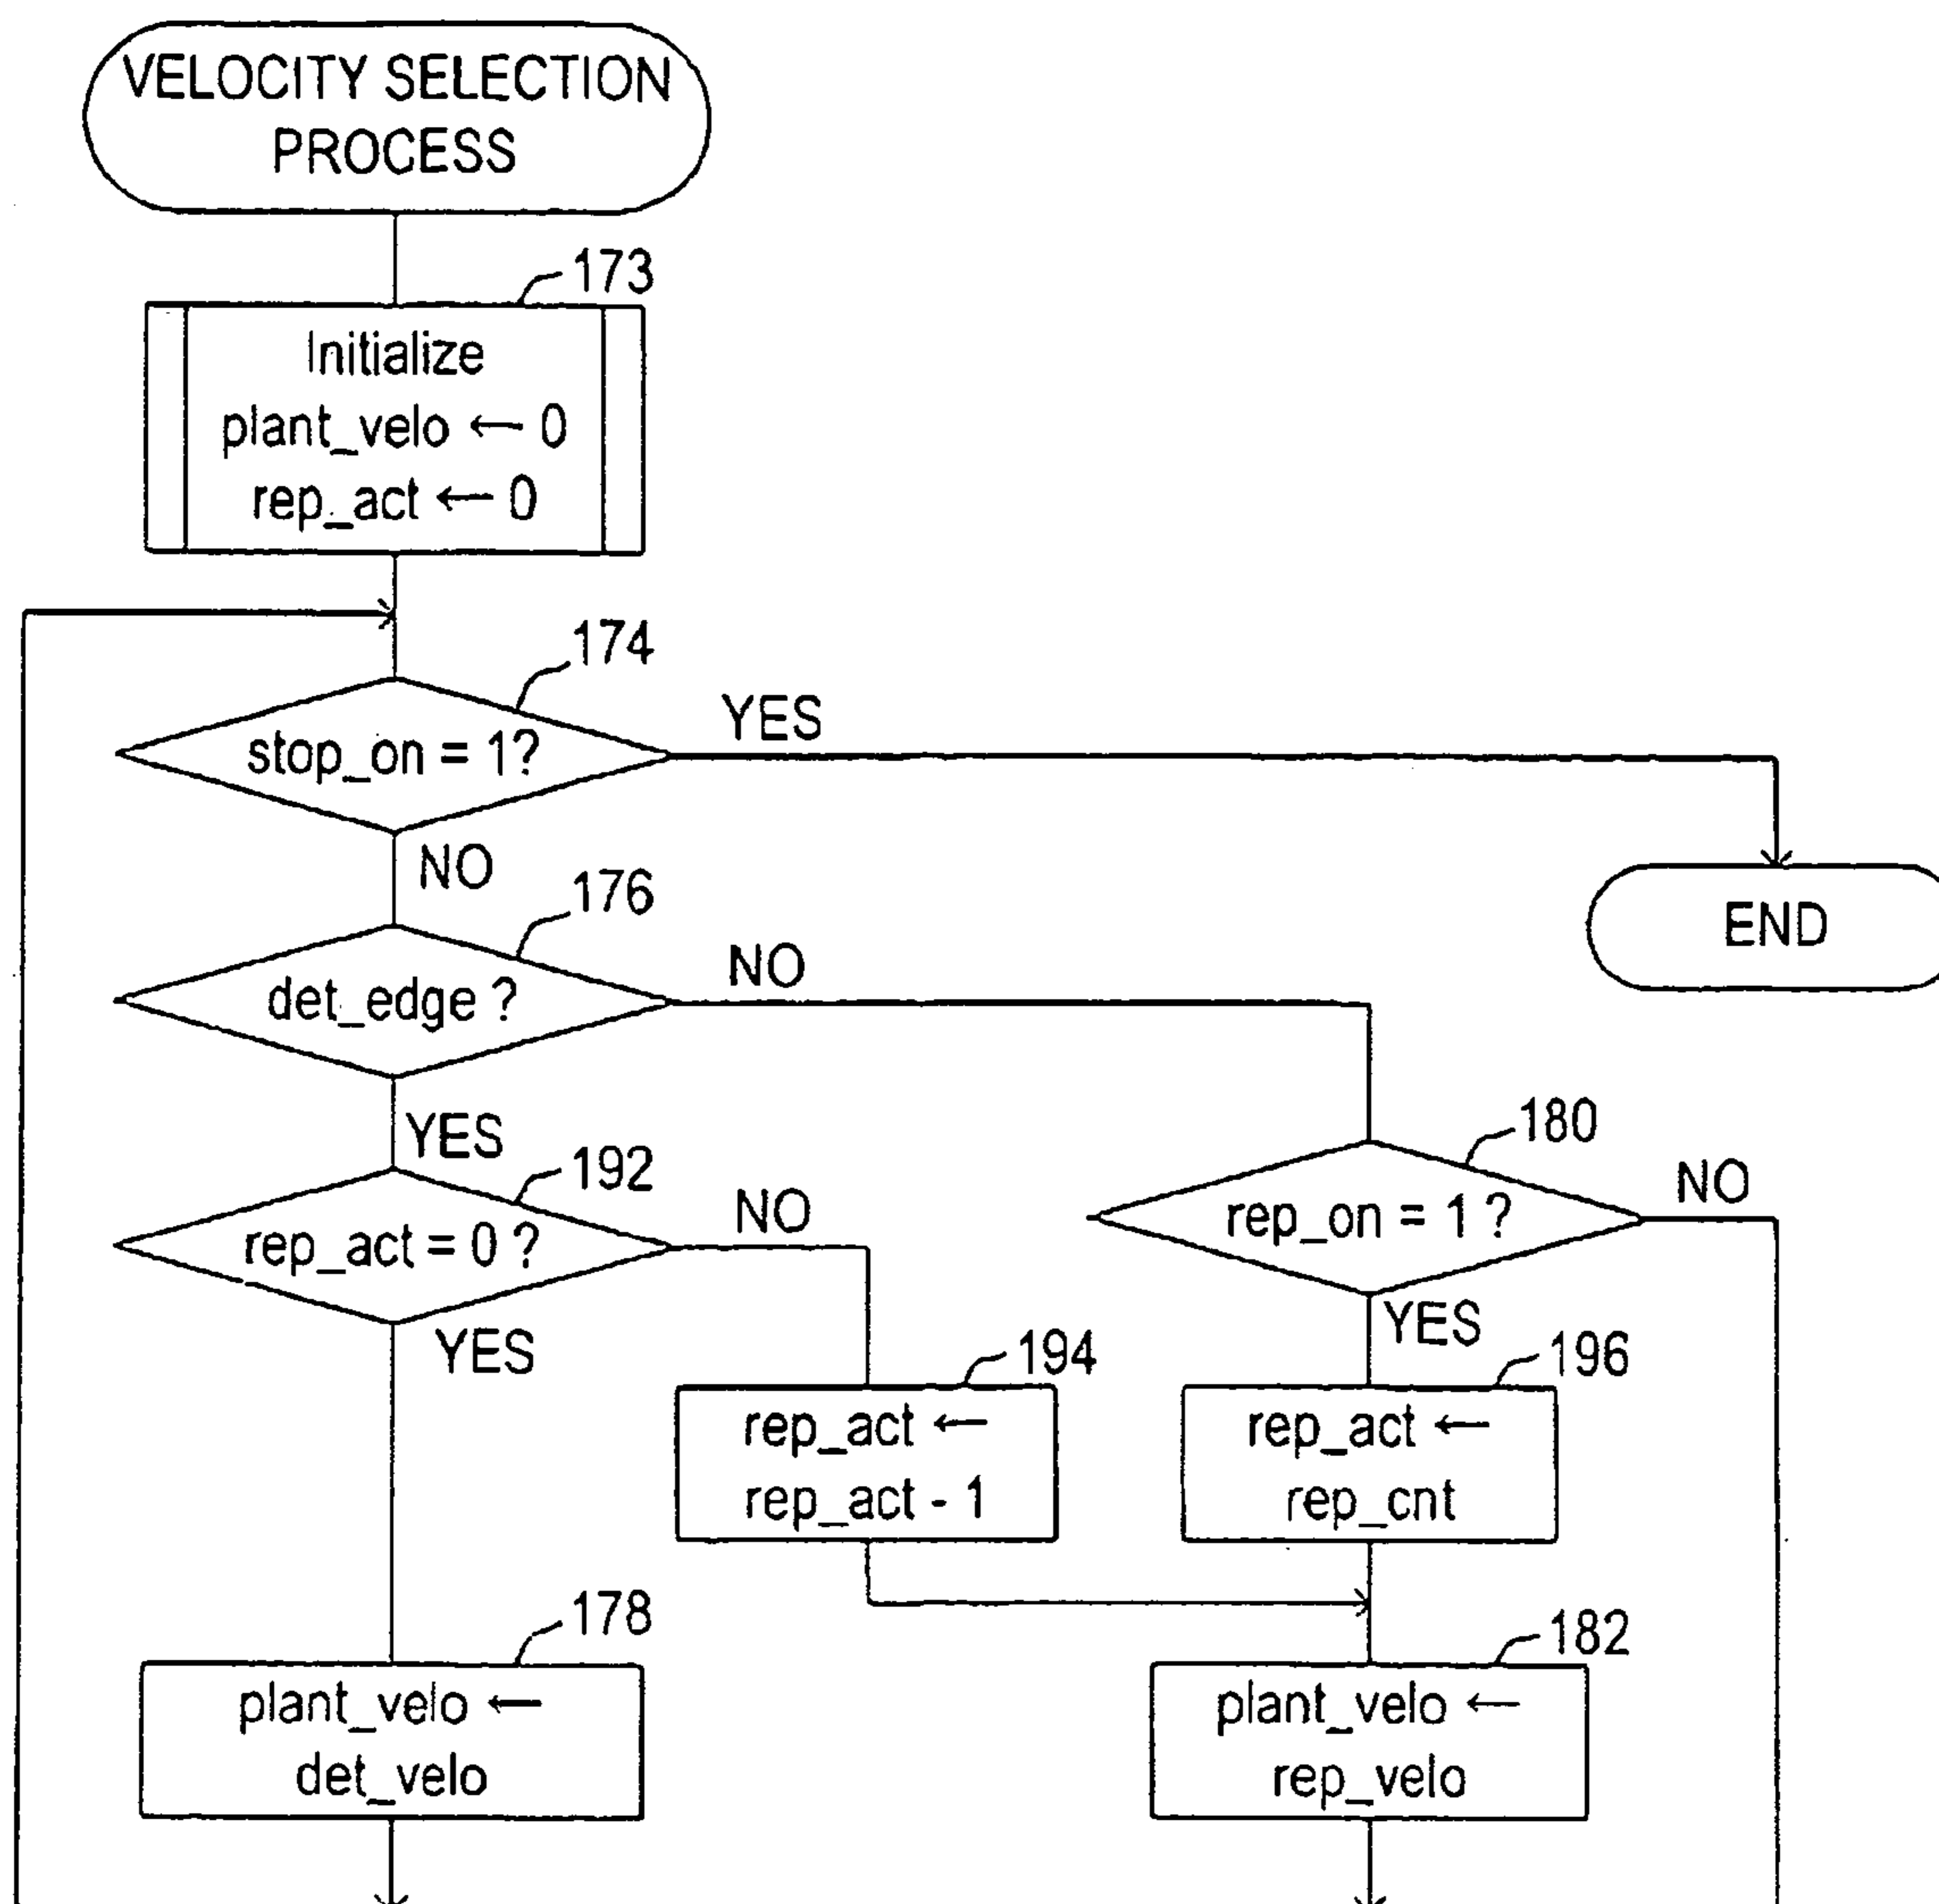 VELOCITY SELECTION
PROCESS
173
Initialize
plant_velo ← 0
rep_act ← 0
174
stop_on = 1?
YES
NO
END
176
det_edge ?
NO
YES
180
rep_on = 1 ?
NO
YES
192
rep_act = 0 ?
NO
YES
194
rep_act ←
rep_act - 1
196
rep_act ←
rep_cnt
178
plant_velo ←
det_velo
182
plant_velo ←
rep_velo